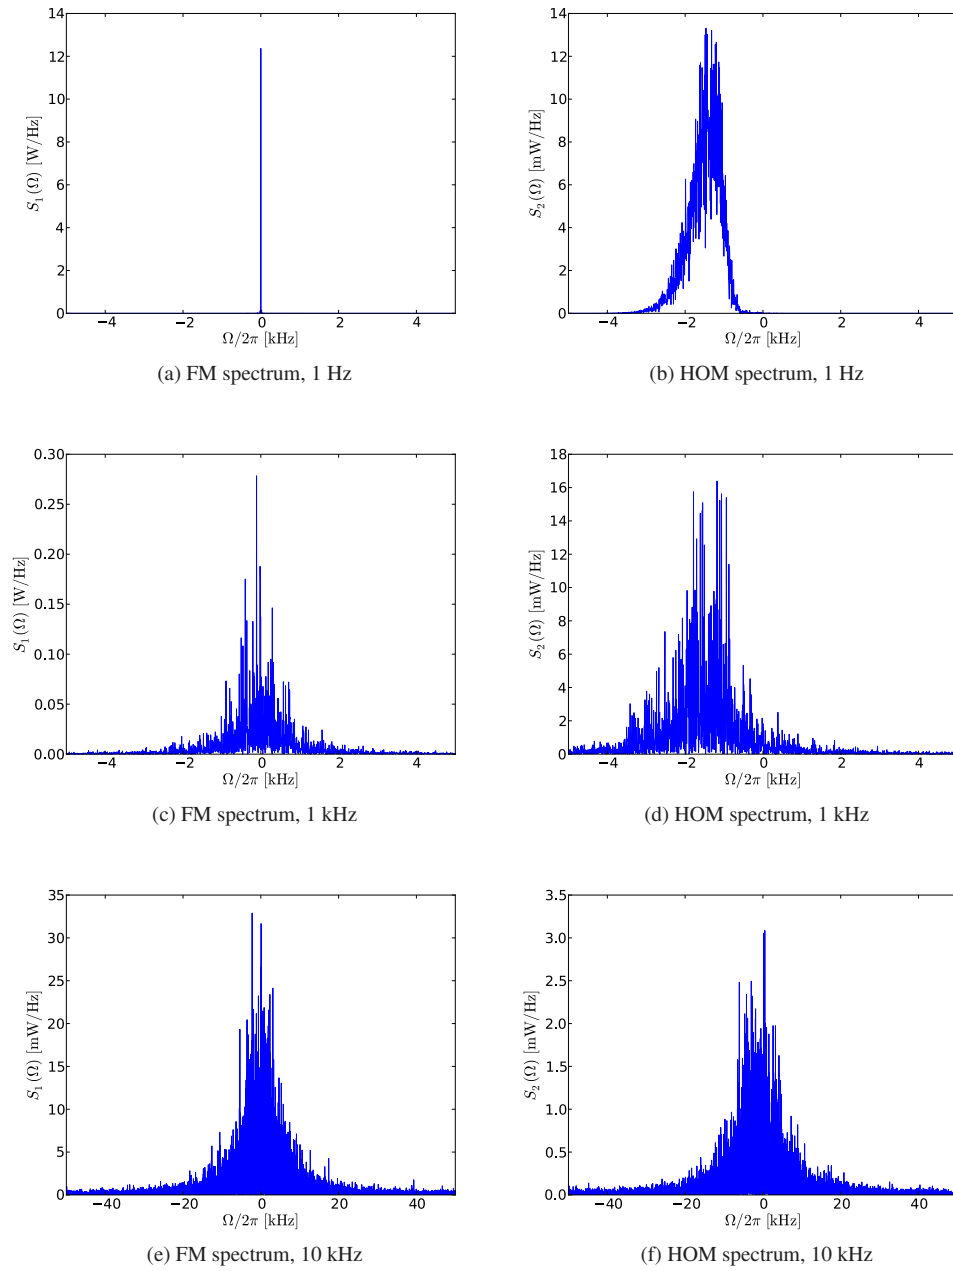 14
12
10
8
6
4
2
0
S₁(Ω) [W/Hz]
−4 −2 0 2 4
Ω/2π [kHz]
(a) FM spectrum, 1 Hz
14
12
10
8
6
4
2
0
S₂(Ω) [mW/Hz]
−4 −2 0 2 4
Ω/2π [kHz]
(b) HOM spectrum, 1 Hz
0.30
0.25
0.20
0.15
0.10
0.05
0.00
S₁(Ω) [W/Hz]
−4 −2 0 2 4
Ω/2π [kHz]
(c) FM spectrum, 1 kHz
18
16
14
12
10
8
6
4
2
0
S₂(Ω) [mW/Hz]
−4 −2 0 2 4
Ω/2π [kHz]
(d) HOM spectrum, 1 kHz
35
30
25
20
15
10
5
0
S₁(Ω) [mW/Hz]
−40 −20 0 20 40
Ω/2π [kHz]
(e) FM spectrum, 10 kHz
3.5
3.0
2.5
2.0
1.5
1.0
0.5
0.0
S₂(Ω) [mW/Hz]
−40 −20 0 20 40
Ω/2π [kHz]
(f) HOM spectrum, 10 kHz